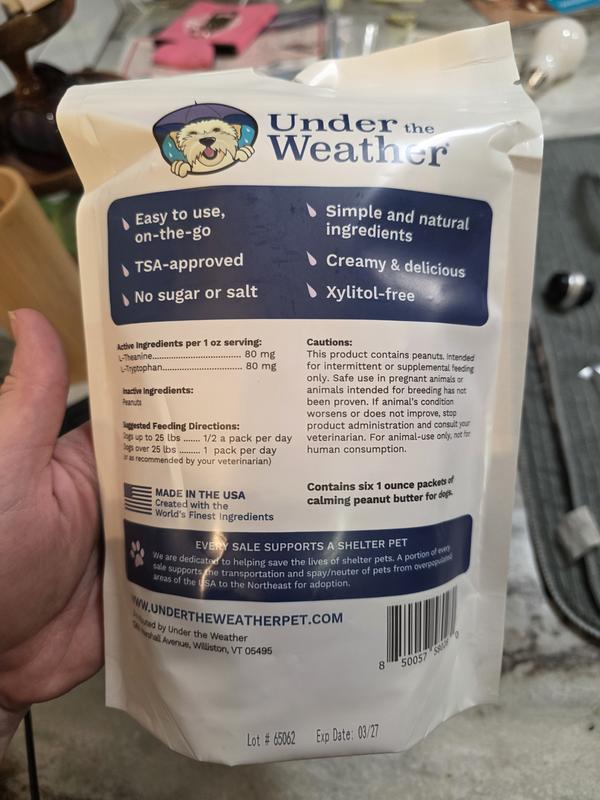 Under the
Weather
Easy to use,
on-the-go
TSA-approved
No sugar or salt
Simple and natural
ingredients
Creamy & delicious
Xylitol-free
Active Ingredients per 1 oz serving:
L-Theanine................................ 80 mg
L-Tryptophan............................. 80 mg
Inactive Ingredients:
Peanuts
Suggested Feeding Directions:
Dogs up to 25 lbs ....... 1/2 a pack per day
Dogs over 25 lbs ......... 1 pack per day
(or as recommended by your veterinarian)
Cautions:
This product contains peanuts. Intended
for intermittent or supplemental feeding
only. Safe use in pregnant animals or
animals intended for breeding has not
been proven. If animal's condition
worsens or does not improve, stop
product administration and consult your
veterinarian. For animal-use only, not for
human consumption.
MADE IN THE USA
Created with the
World's Finest Ingredients
Contains six 1 ounce packets of
calming peanut butter for dogs.
EVERY SALE SUPPORTS A SHELTER PET
We are dedicated to helping save the lives of shelter pets. A portion of every
sale supports the transportation and spay/neuter of pets from overpopulated
areas of the USA to the Northeast for adoption.
WWW.UNDERTHEWEATHERPET.COM
Distributed by Under the Weather
Marshall Avenue, Williston, VT 05495
8 50057
Lot # 65062 Exp Date: 03/27